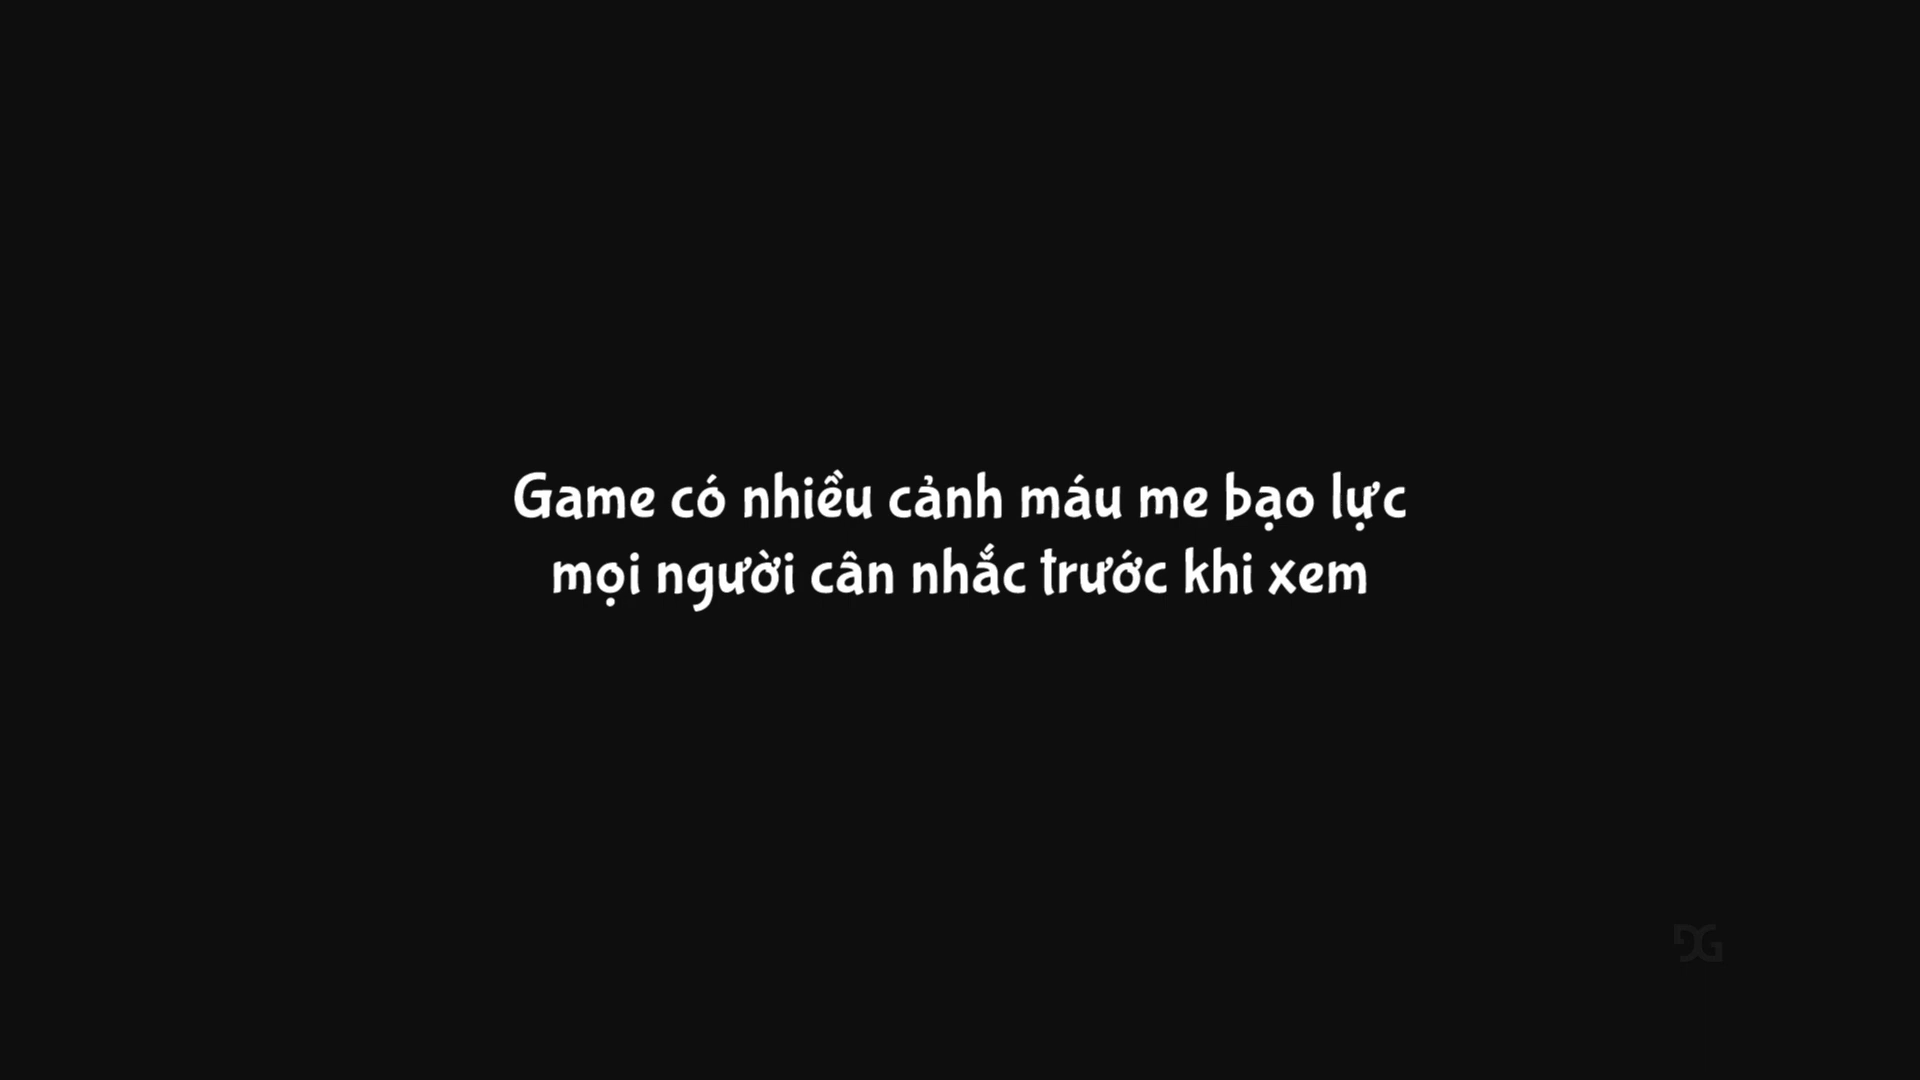 Game có nhiều cảnh máu me bạo lực
mọi người cân nhắc trước khi xem